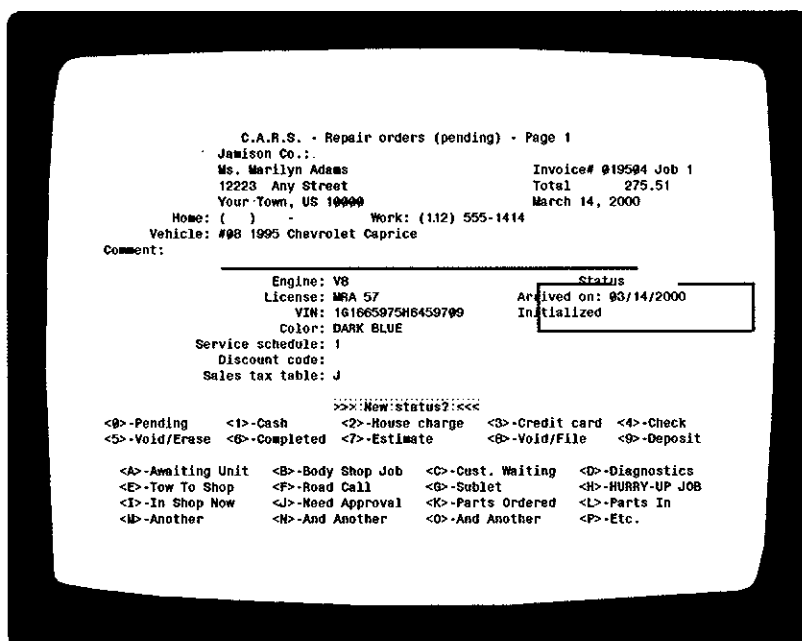 C.A.R.S. - Repair orders (pending) - Page 1
Jamison Co.:.
Ms. Marilyn Adams Invoice# 019504 Job 1
12223 Any Street Total 275.51
Your Town, US 10000 March 14, 2000
Home: ( ) - Work: (112) 555-1414
Vehicle: #08 1995 Chevrolet Caprice
Comment:
Engine: V8 Status
License: MRA 57 Arrived on: 03/14/2000
VIN: 1G1665975H6459709 Initialized
Color: DARK BLUE
Service schedule: 1
Discount code:
Sales tax table: J
>>>:New:status?:<<<
<0>-Pending <1>-Cash <2>-House charge <3>-Credit card <4>-Check
<5>-Void/Erase <6>-Completed <7>-Estimate <8>-Void/File <9>-Deposit
<A>-Awaiting Unit <B>-Body Shop Job <C>-Cust. Waiting <D>-Diagnostics
<E>-Tow To Shop <F>-Road Call <G>-Sublet <H>-HURRY-UP JOB
<I>-In Shop Now <J>-Need Approval <K>-Parts Ordered <L>-Parts In
<M>-Another <N>-And Another <O>-And Another <P>-Etc.